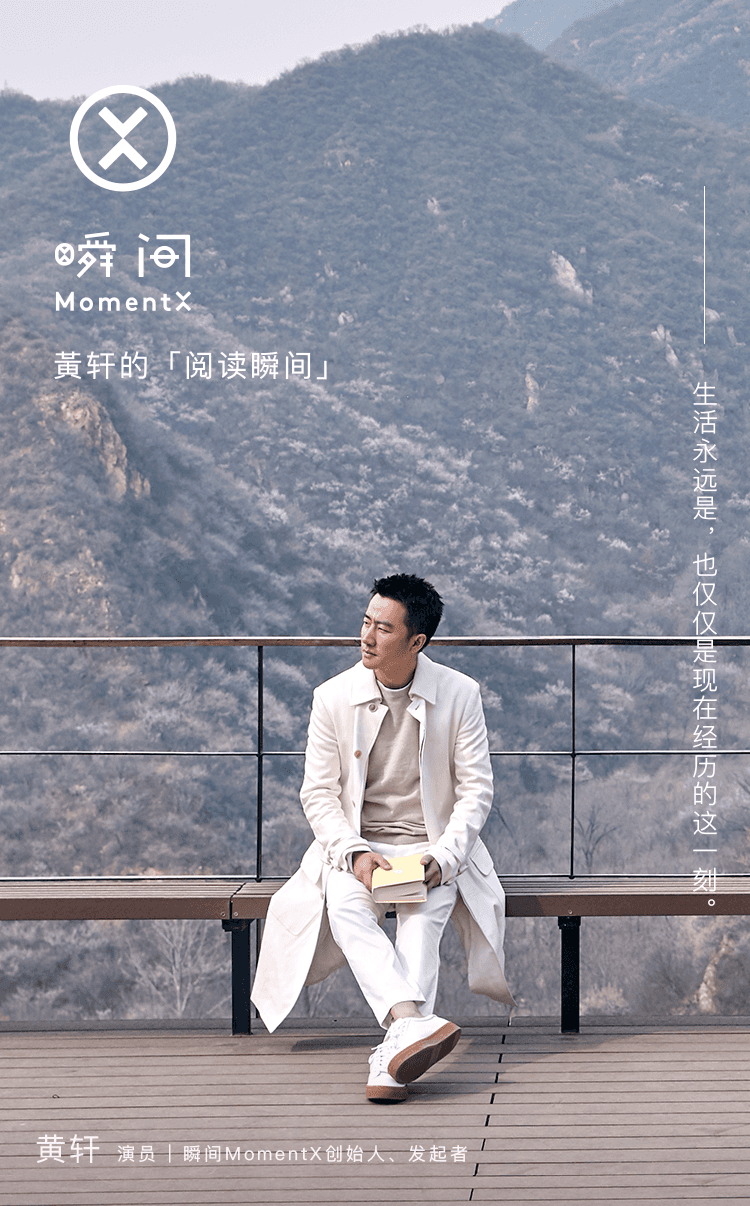 瞬间
MomentX
黃轩的「阅读瞬间」
生活永远是，也仅仅是现在经历的这一刻。
黄轩 演员 | 瞬间MomentX创始人、发起者